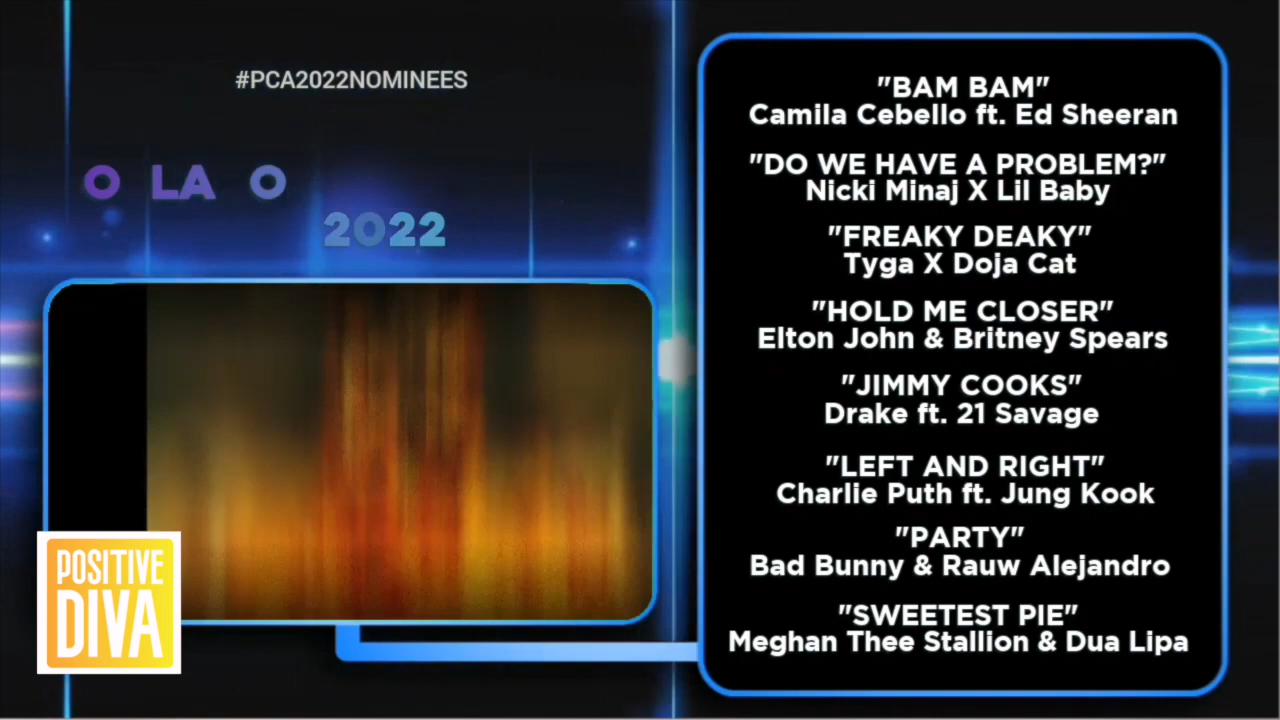 #PCA2022NOMINEES
O LA O
2022
"BAM BAM"
Camila Cebello ft. Ed Sheeran
"DO WE HAVE A PROBLEM?"
Nicki Minaj X Lil Baby
"FREAKY DEAKY"
Tyga X Doja Cat
"HOLD ME CLOSER"
Elton John & Britney Spears
"JIMMY COOKS"
Drake ft. 21 Savage
"LEFT AND RIGHT"
Charlie Puth ft. Jung Kook
"PARTY"
Bad Bunny & Rauw Alejandro
"SWEETEST PIE"
Meghan Thee Stallion & Dua Lipa
POSITIVE
DIVA